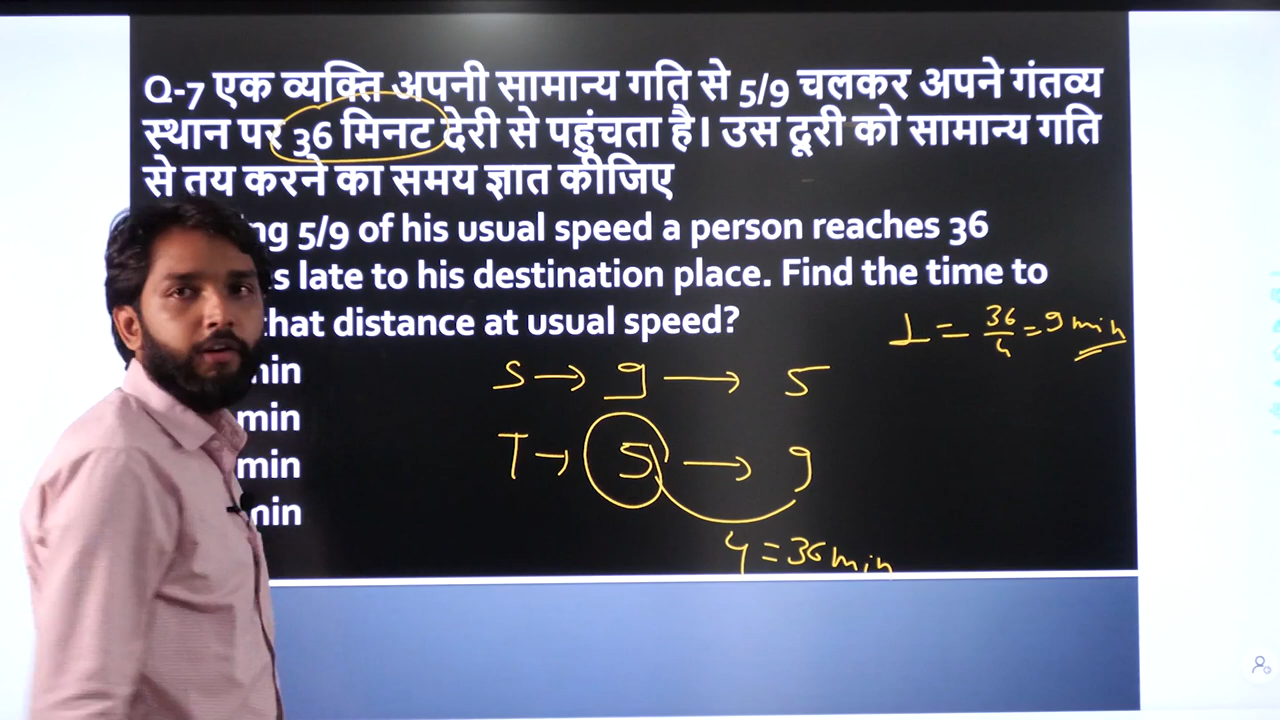 Q-7 एक व्यक्ति अपनी सामान्य गति से 5/9 चलकर अपने गंतव्य
स्थान पर 36 मिनट देरी से पहुंचता है। उस दूरी को सामान्य गति
से तय करने का समय ज्ञात कीजिए
5/9 of his usual speed a person reaches 36
late to his destination place. Find the time to
that distance at usual speed?
min
min
min
min
1 = 36/4 = 9 min
S → 9 → 5
T → 5 → 9
4 = 36 min